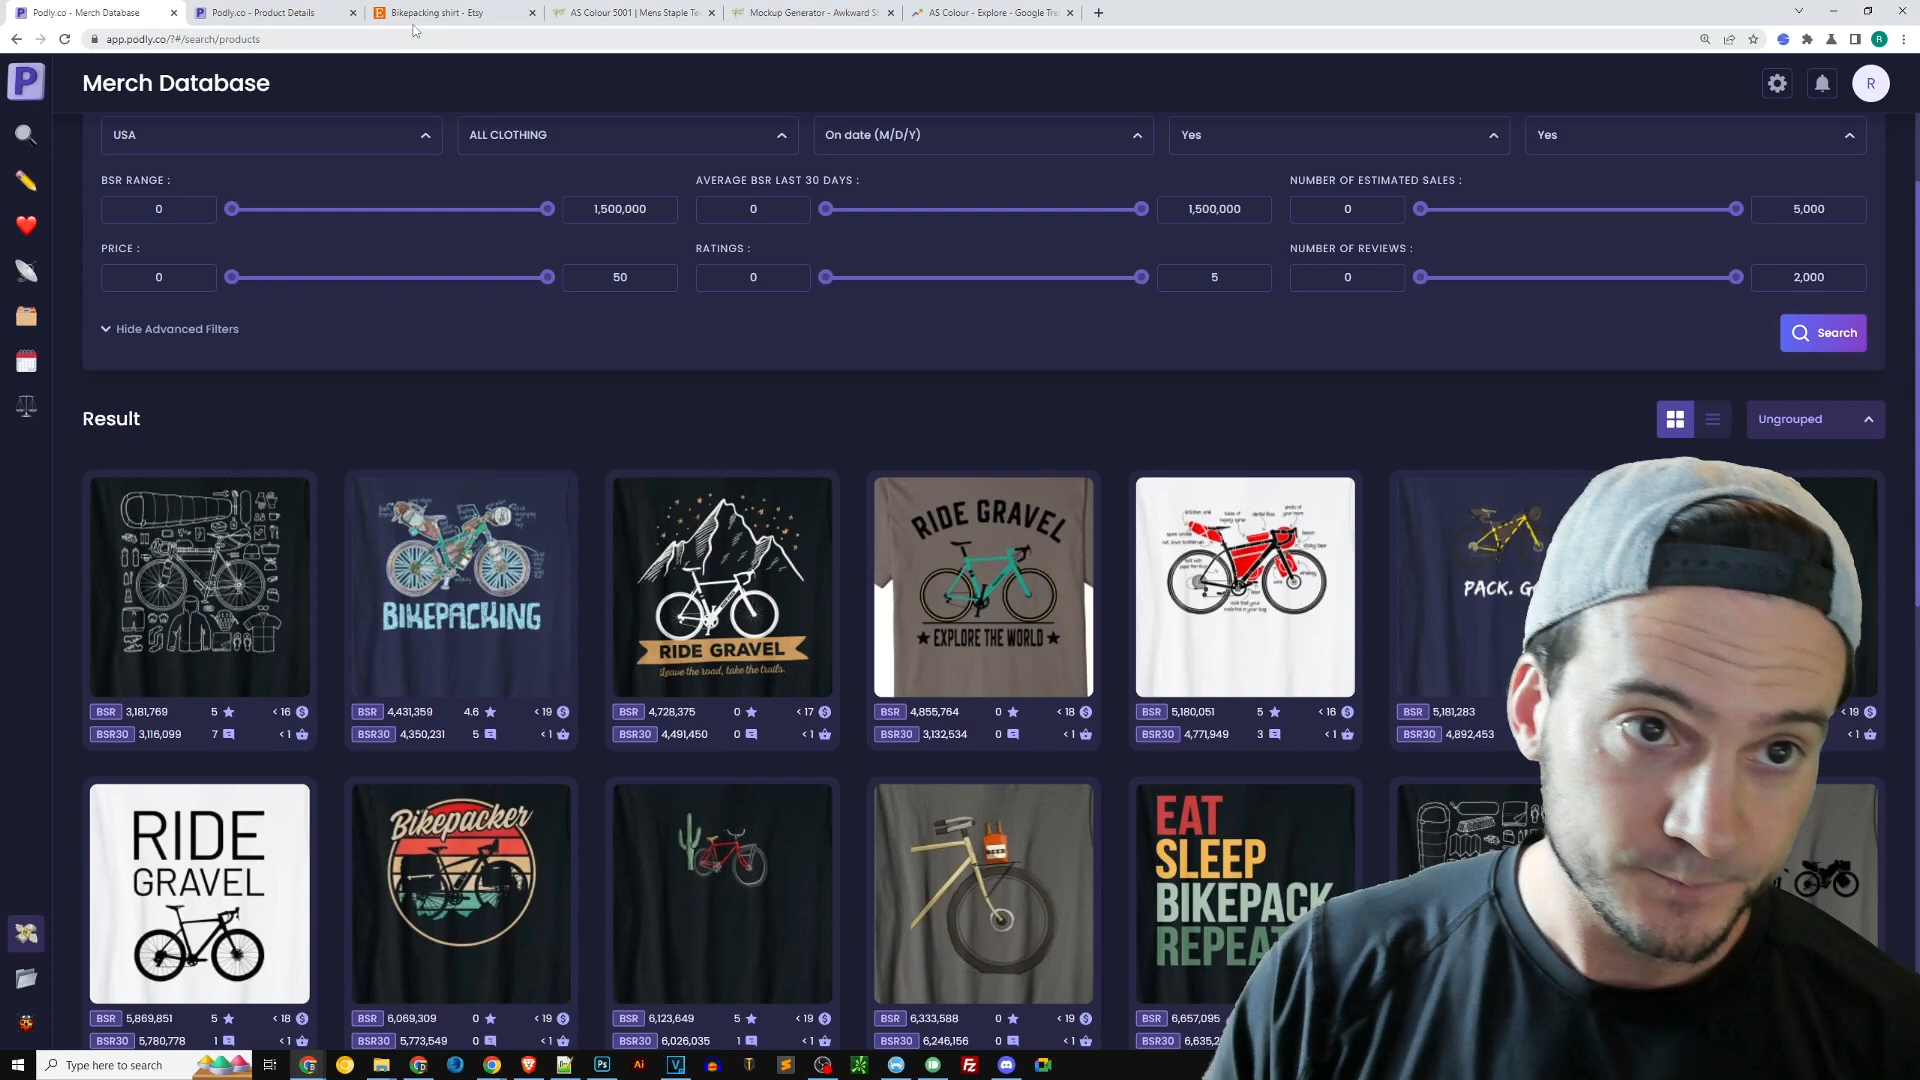 Podly.co - Merch Database
Podly.co - Product Details
Bikepacking shirt - Etsy
AS Colour 5001 | Mens Staple Te
Mockup Generator - Awkward St
AS Colour - Explore - Google Tre
app.podly.co/?#/search/products
R
P
Merch Database
R
USA
ALL CLOTHING
On date (M/D/Y)
Yes
Yes
BSR RANGE :
AVERAGE BSR LAST 30 DAYS :
NUMBER OF ESTIMATED SALES :
0
1,500,000
0
1,500,000
0
5,000
PRICE :
RATINGS :
NUMBER OF REVIEWS :
0
50
0
5
0
2,000
Hide Advanced Filters
Search
Result
Ungrouped
BIKEPACKING
RIDE GRAVEL
Leave the road, take the trails.
RIDE GRAVEL
EXPLORE THE WORLD
PACK. G
BSR 3,181,769 5 < 16
BSR30 3,116,099 7 < 1
BSR 4,431,359 4.6 < 19
BSR30 4,350,231 5 < 1
BSR 4,728,375 0 < 17
BSR30 4,491,450 0 < 1
BSR 4,855,764 0 < 18
BSR30 3,132,534 0 < 1
BSR 5,180,051 5 < 16
BSR30 4,771,949 3 < 1
BSR 5,181,283
BSR30 4,892,453
< 19
< 1
RIDE
GRAVEL
Bikepacker
BEER
EAT
SLEEP
BIKEPACK
REPEA
BSR 5,869,851 5 < 18
BSR30 5,780,778 1 < 1
BSR 6,069,309 0 < 19
BSR30 5,773,549 0 < 1
BSR 6,123,649 5 < 19
BSR30 6,026,035 1 < 1
BSR 6,333,588 0 < 19
BSR30 6,246,156 0 < 1
BSR 6,657,095
BSR30 6,635,2
Type here to search
Ps
Ai